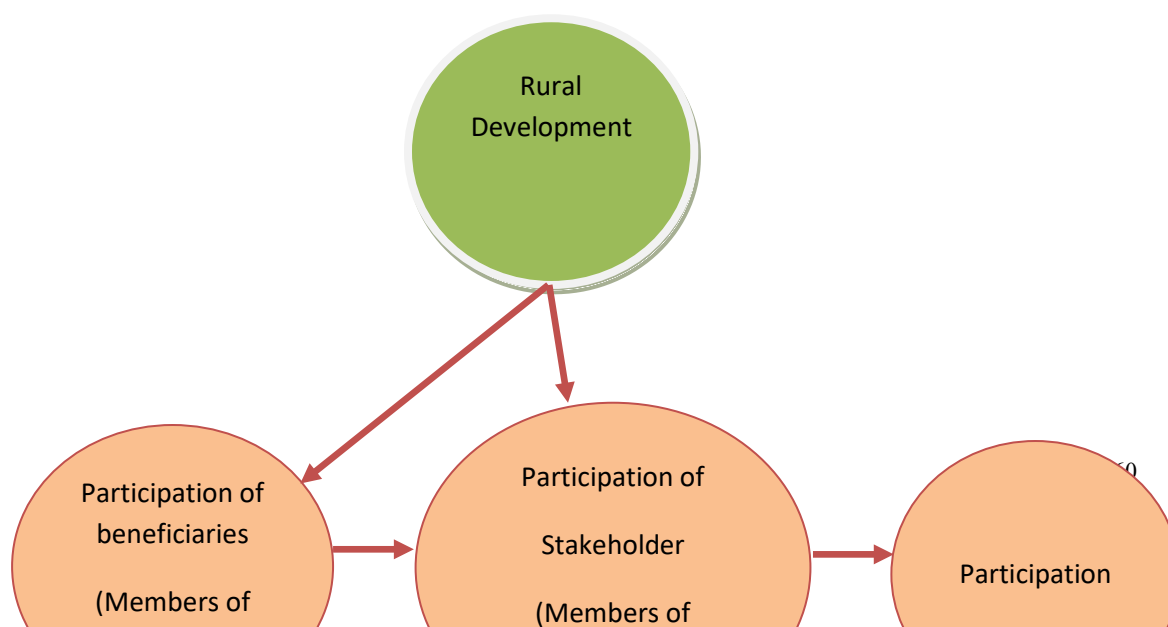 Rural
Development
Participation of
beneficiaries
(Members of
Participation of
Stakeholder
(Members of
Participation